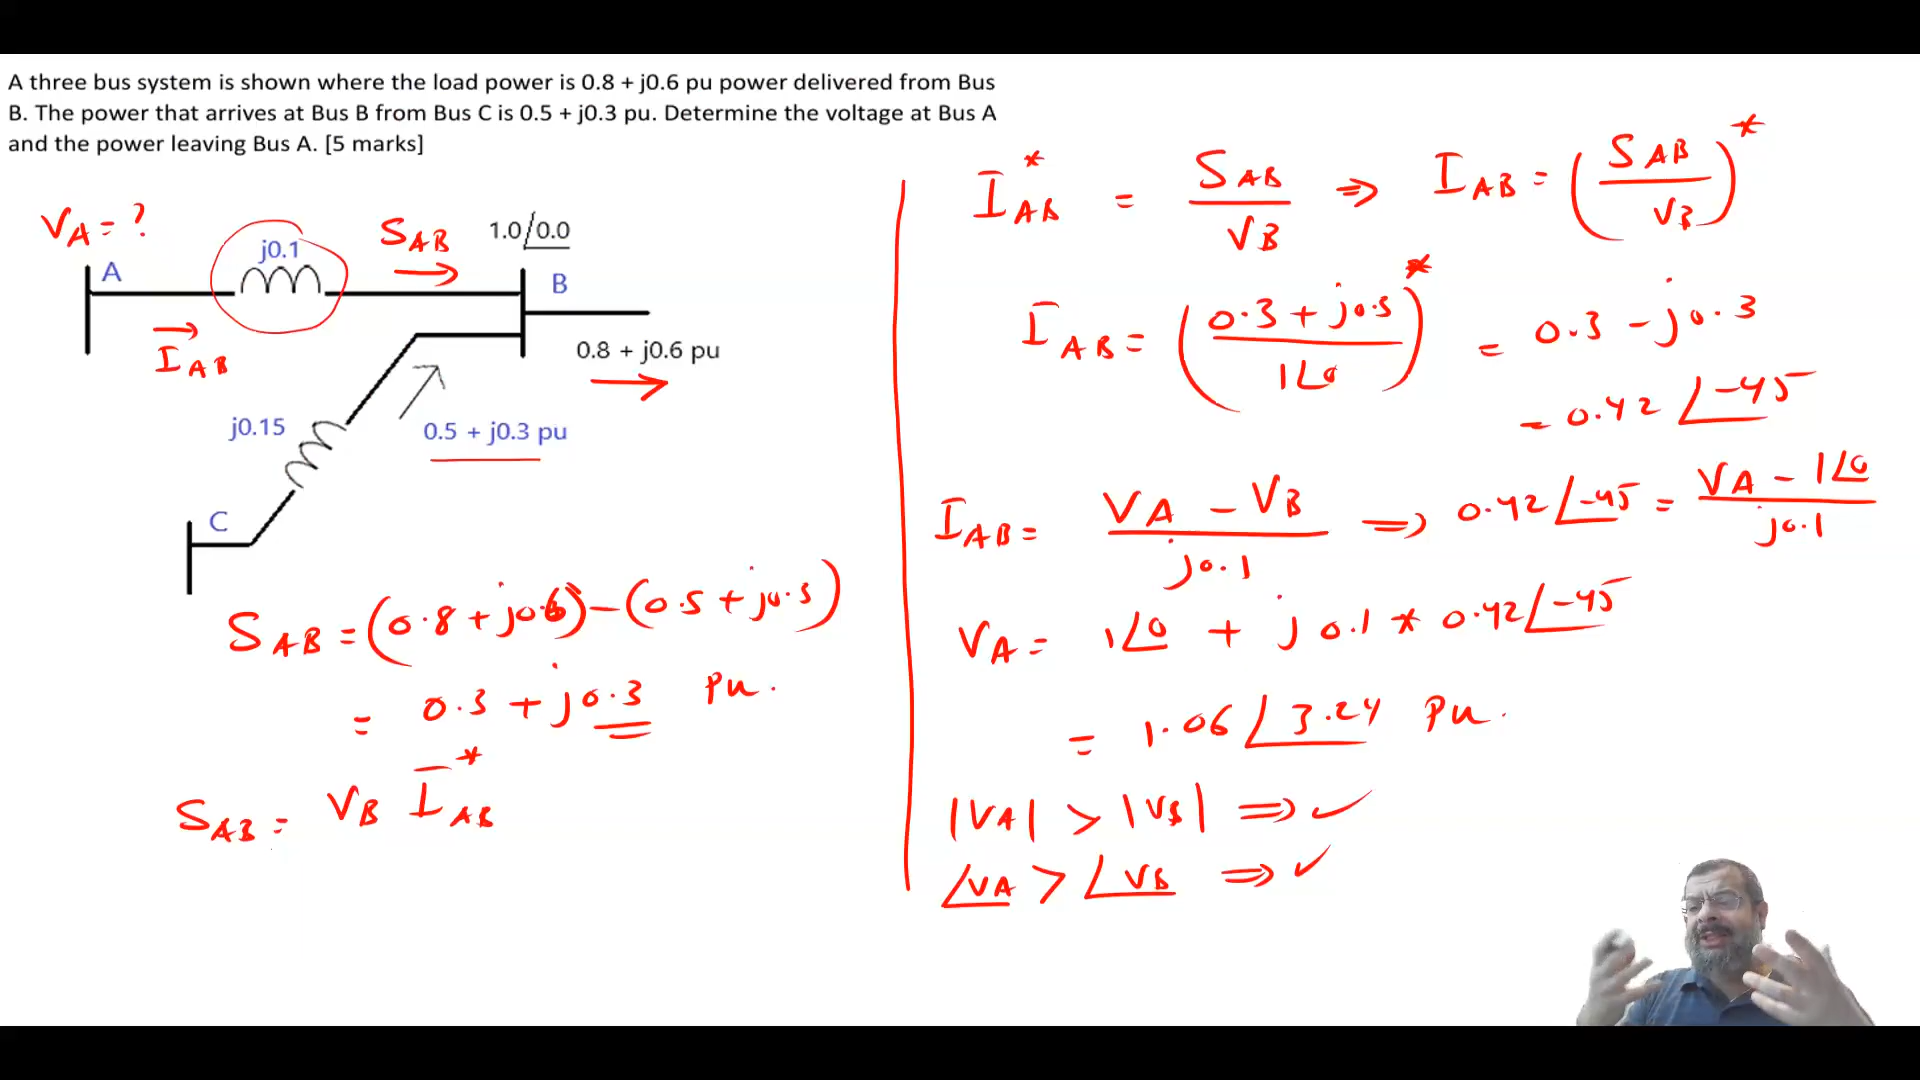 A three bus system is shown where the load power is 0.8 + j0.6 pu power delivered from Bus
B. The power that arrives at Bus B from Bus C is 0.5 + j0.3 pu. Determine the voltage at Bus A
and the power leaving Bus A. [5 marks]
VA = ?
j0.1
SAB
1.0/0.0
A
B
IAB
0.8 + j0.6 pu
j0.15
0.5 + j0.3 pu
C
SAB = (0.8 + j0.6) - (0.5 + j0.3)
= 0.3 + j0.3 pu.
SAB = VB IAB*
IAB* = SAB / VB ⇒ IAB = (SAB / VB)*
IAB = (0.3 + j0.3 / 1∠0)* = 0.3 - j0.3
= 0.42 ∠-45
IAB = VA - VB / j0.1 ⇒ 0.42∠-45 = VA - 1∠0 / j0.1
VA = 1∠0 + j0.1 * 0.42∠-45
= 1.06∠3.24 pu.
|VA| > |VB| ⇒ ✓
∠VA > ∠VB ⇒ ✓